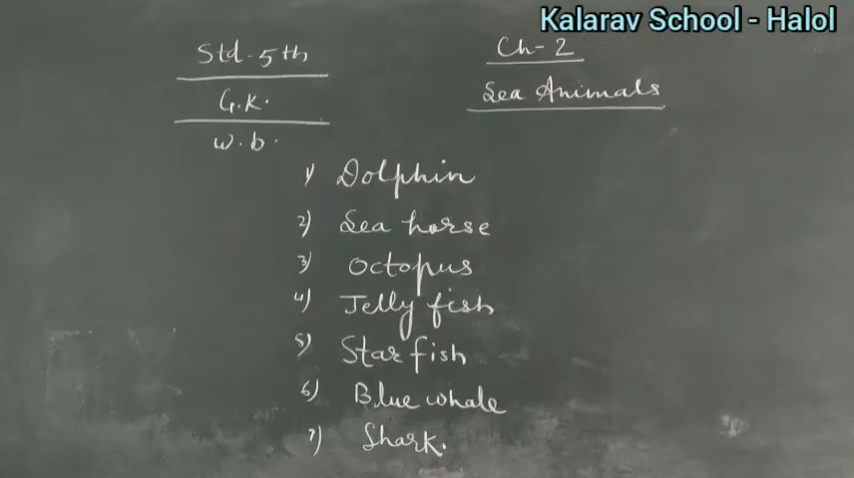 Kalarav School - Halol
Std. 5th
G.K.
W.b.
Ch-2
Sea Animals
1) Dolphin
2) Sea horse
3) Octopus
4) Jelly fish
5) Star fish
6) Blue whale
7) Shark.